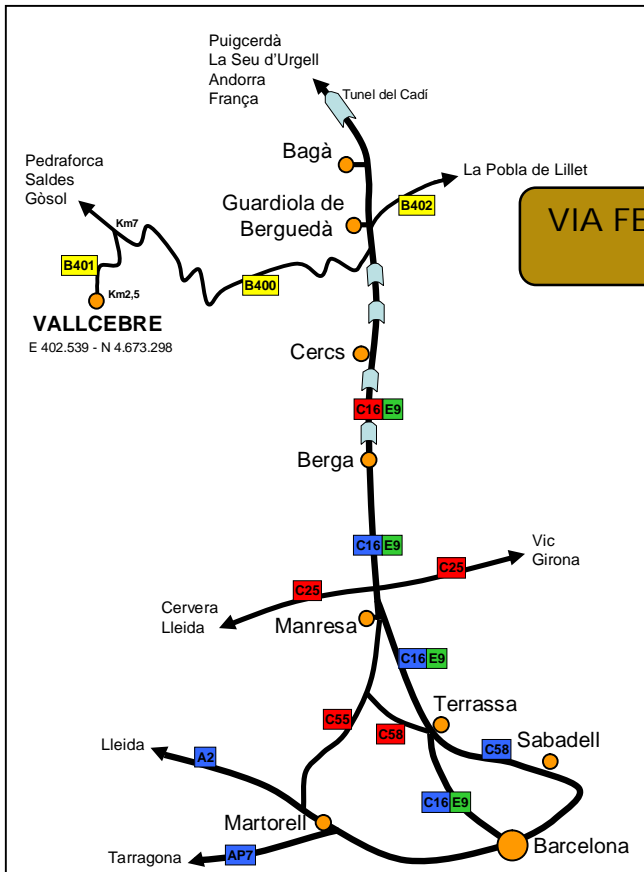 Puigcerdà
La Seu d'Urgell
Andorra
França
Tunel del Cadí
Bagà
Pedraforca
Saldes
Gòsol
La Pobla de Lillet
B402
Guardiola de
Berguedà
VIA FE
Km7
B401
B400
Km2,5
VALLCEBRE
E 402.539 - N 4.673.298
Cercs
C16 E9
Berga
C16 E9
Vic
Girona
C25
C25
Cervera
Lleida
Manresa
C16 E9
Terrassa
C55
C58
Sabadell
C58
Lleida
A2
C16 E9
Martorell
Barcelona
Tarragona
AP7